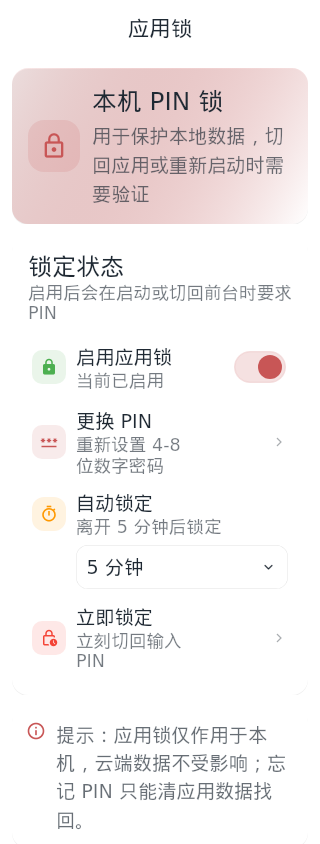 应用锁
本机 PIN 锁
用于保护本地数据，切
回应用或重新启动时需
要验证
锁定状态
启用后会在启动或切回前台时要求
PIN
启用应用锁
当前已启用
更换 PIN
重新设置 4-8
位数字密码
自动锁定
离开 5 分钟后锁定
5 分钟
立即锁定
立刻切回输入
PIN
提示：应用锁仅作用于本
机，云端数据不受影响；忘
记 PIN 只能清应用数据找
回。